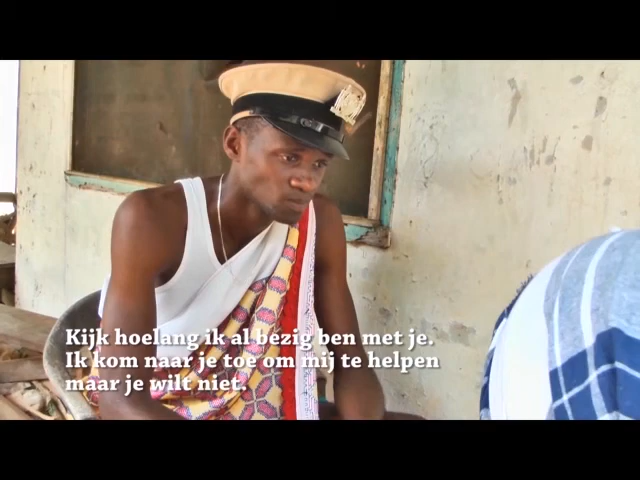 Kijk hoelang ik al bezig ben met je.
Ik kom naar je toe om mij te helpen
maar je wilt niet.